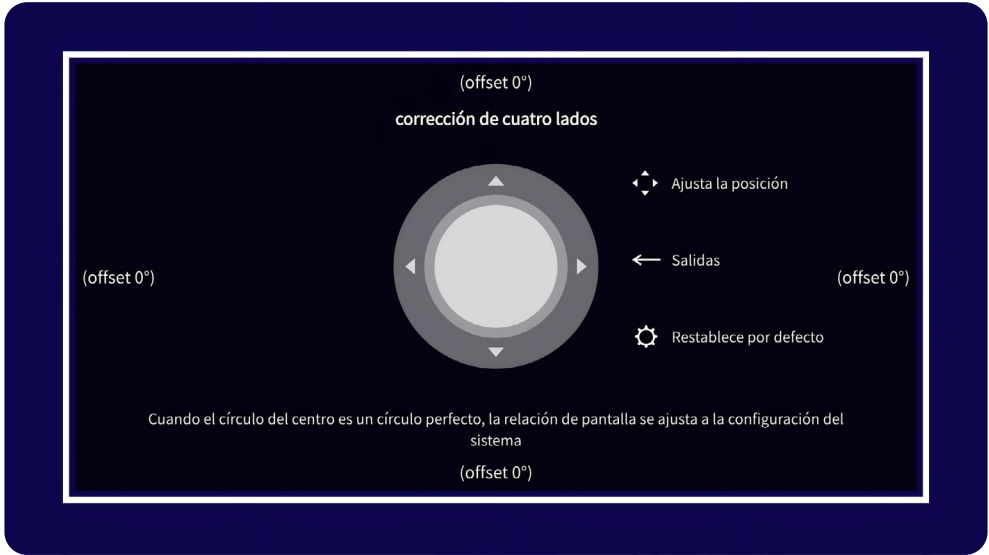 (offset 0°)
corrección de cuatro lados
Ajusta la posición
(offset 0°)
Salidas
(offset 0°)
Restablece por defecto
Cuando el círculo del centro es un círculo perfecto, la relación de pantalla se ajusta a la configuración del
sistema
(offset 0°)